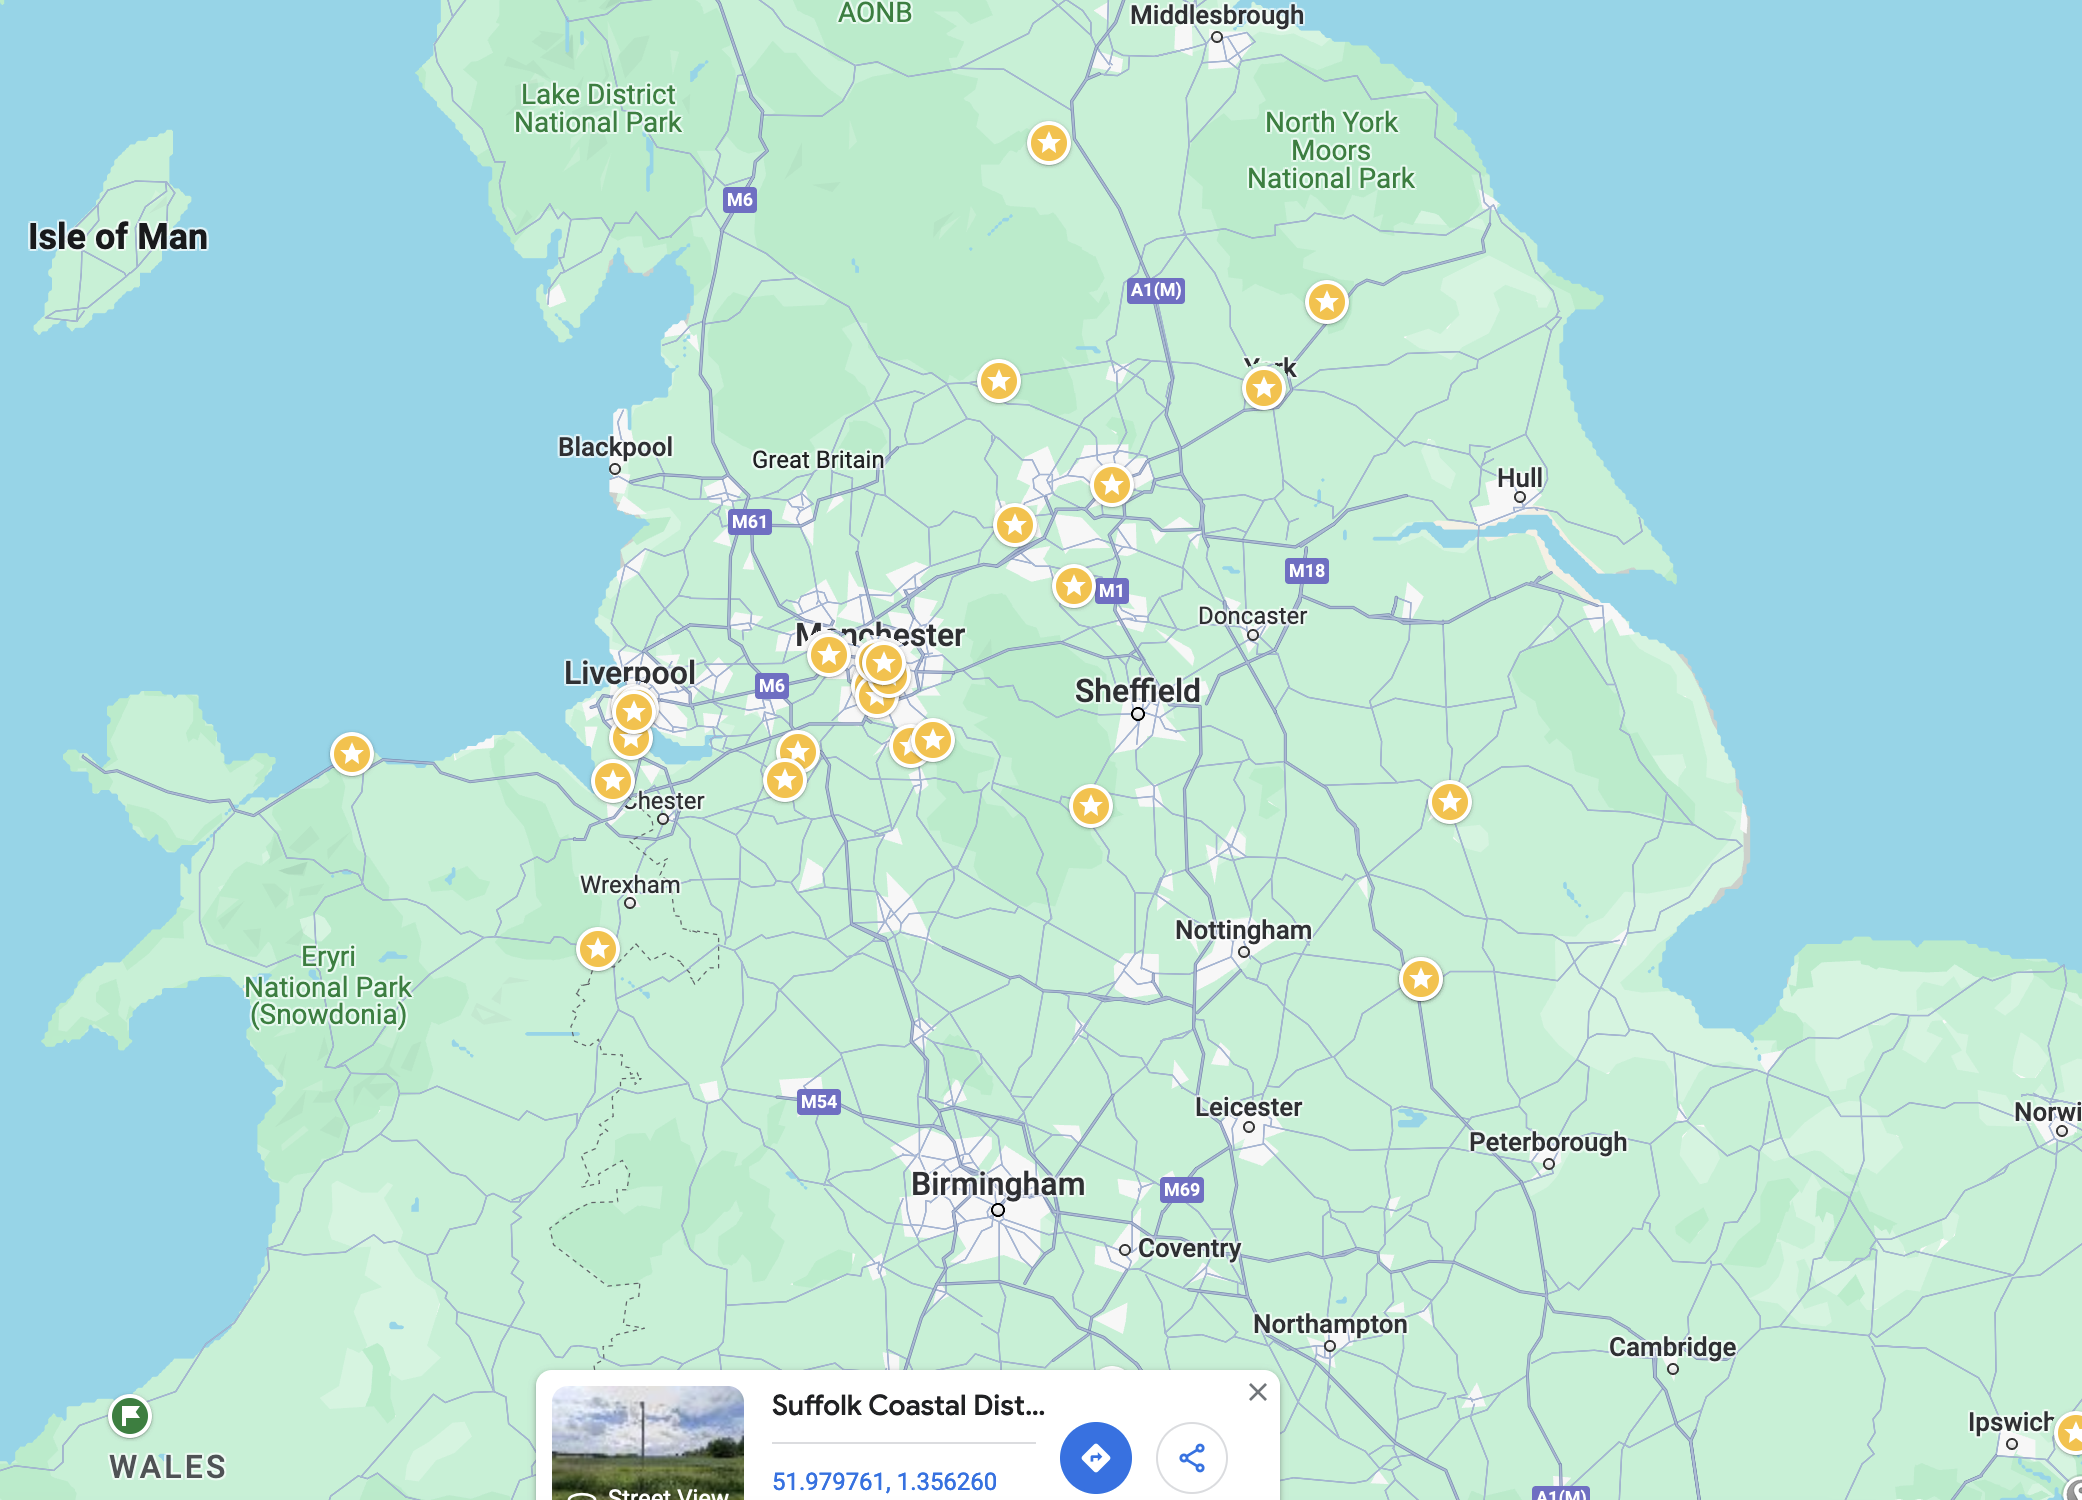 AONB
Middlesbrough
Lake District
National Park
North York
Moors
National Park
M6
Isle of Man
A1(M)
Blackpool
Great Britain
Hull
M61
M18
M1
Doncaster
Manchester
Liverpool
M6
Sheffield
Chester
Wrexham
Nottingham
Eryri
National Park
(Snowdonia)
M54
Leicester
Norwi
Peterborough
Birmingham
M69
Coventry
Northampton
Cambridge
Suffolk Coastal Dist...
Ipswich
WALES
51.979761, 1.356260
Street View
A1(M)